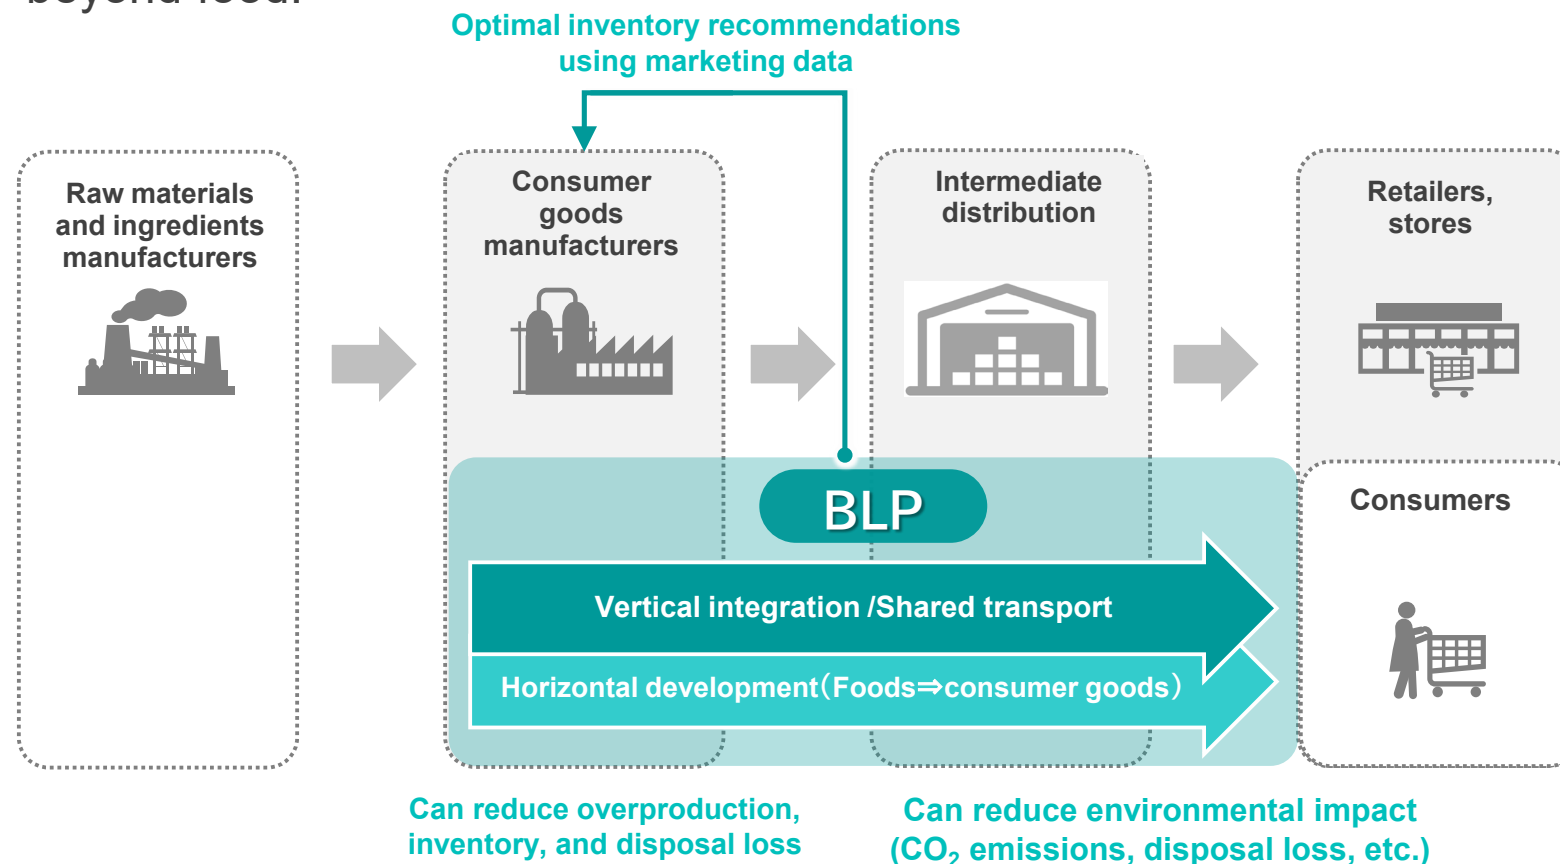 beyond food.
Optimal inventory recommendations
using marketing data
Raw materials
and ingredients
manufacturers
Consumer
goods
manufacturers
Intermediate
distribution
Retailers,
stores
BLP
Consumers
Vertical integration /Shared transport
Horizontal development（Foods⇒consumer goods）
Can reduce overproduction,
inventory, and disposal loss
Can reduce environmental impact
(CO₂ emissions, disposal loss, etc.)